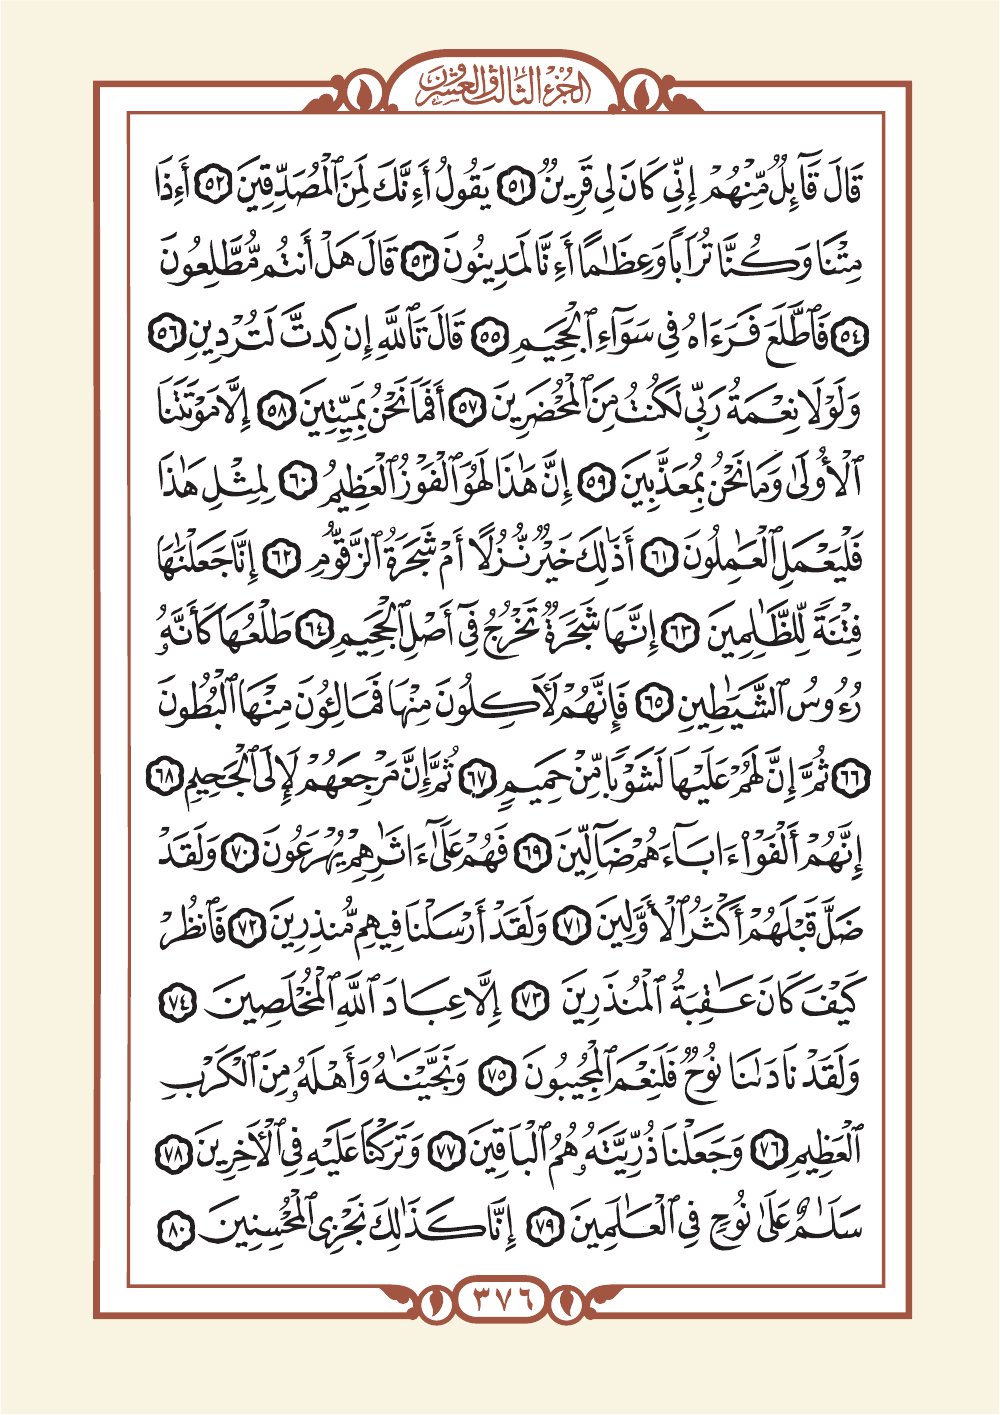 الجزء الثالث والعشرون
قَالَ قَآئِلٌ مِّنْهُمْ إِنِّي كَانَ لِي قَرِينٌ ٥١ يَقُولُ أَءِنَّكَ لَمِنَ ٱلْمُصَدِّقِينَ ٥٢ أَءِذَا
مِتْنَا وَكُنَّا تُرَابًا وَعِظَٰمًا أَءِنَّا لَمَدِينُونَ ٥٣ قَالَ هَلْ أَنتُم مُّطَّلِعُونَ
٥٤ فَٱطَّلَعَ فَرَءَاهُ فِي سَوَآءِ ٱلْجَحِيمِ ٥٥ قَالَ تَٱللَّهِ إِن كِدتَّ لَتُرْدِينِ ٥٦
وَلَوْلَا نِعْمَةُ رَبِّي لَكُنتُ مِنَ ٱلْمُحْضَرِينَ ٥٧ أَفَمَا نَحْنُ بِمَيِّتِينَ ٥٨ إِلَّا مَوْتَتَنَا
ٱلْأُولَىٰ وَمَا نَحْنُ بِمُعَذَّبِينَ ٥٩ إِنَّ هَٰذَا لَهُوَ ٱلْفَوْزُ ٱلْعَظِيمُ ٦٠ لِمِثْلِ هَٰذَا
فَلْيَعْمَلِ ٱلْعَٰمِلُونَ ٦١ أَذَٰلِكَ خَيْرٌ نُّزُلًا أَمْ شَجَرَةُ ٱلزَّقُّومِ ٦٢ إِنَّا جَعَلْنَٰهَا
فِتْنَةً لِّلظَّٰلِمِينَ ٦٣ إِنَّهَا شَجَرَةٌ تَخْرُجُ فِيٓ أَصْلِ ٱلْجَحِيمِ ٦٤ طَلْعُهَا كَأَنَّهُۥ
رُءُوسُ ٱلشَّيَٰطِينِ ٦٥ فَإِنَّهُمْ لَأٓكِلُونَ مِنْهَا فَمَالِـُٔونَ مِنْهَا ٱلْبُطُونَ
٦٦ ثُمَّ إِنَّ لَهُمْ عَلَيْهَا لَشَوْبًا مِّنْ حَمِيمٍ ٦٧ ثُمَّ إِنَّ مَرْجِعَهُمْ لَإِلَى ٱلْجَحِيمِ ٦٨
إِنَّهُمْ أَلْفَوْا۟ ءَابَآءَهُمْ ضَآلِّينَ ٦٩ فَهُمْ عَلَىٰٓ ءَاثَٰرِهِمْ يُهْرَعُونَ ٧٠ وَلَقَدْ
ضَلَّ قَبْلَهُمْ أَكْثَرُ ٱلْأَوَّلِينَ ٧١ وَلَقَدْ أَرْسَلْنَا فِيهِم مُّنذِرِينَ ٧٢ فَٱنظُرْ
كَيْفَ كَانَ عَٰقِبَةُ ٱلْمُنذَرِينَ ٧٣ إِلَّا عِبَادَ ٱللَّهِ ٱلْمُخْلَصِينَ ٧٤
وَلَقَدْ نَادَىٰنَا نُوحٌ فَلَنِعْمَ ٱلْمُجِيبُونَ ٧٥ وَنَجَّيْنَٰهُ وَأَهْلَهُۥ مِنَ ٱلْكَرْبِ
ٱلْعَظِيمِ ٧٦ وَجَعَلْنَا ذُرِّيَّتَهُۥ هُمُ ٱلْبَاقِينَ ٧٧ وَتَرَكْنَا عَلَيْهِ فِي ٱلْأٓخِرِينَ ٧٨
سَلَٰمٌ عَلَىٰ نُوحٍ فِي ٱلْعَٰلَمِينَ ٧٩ إِنَّا كَذَٰلِكَ نَجْزِي ٱلْمُحْسِنِينَ ٨٠
٣٧٦